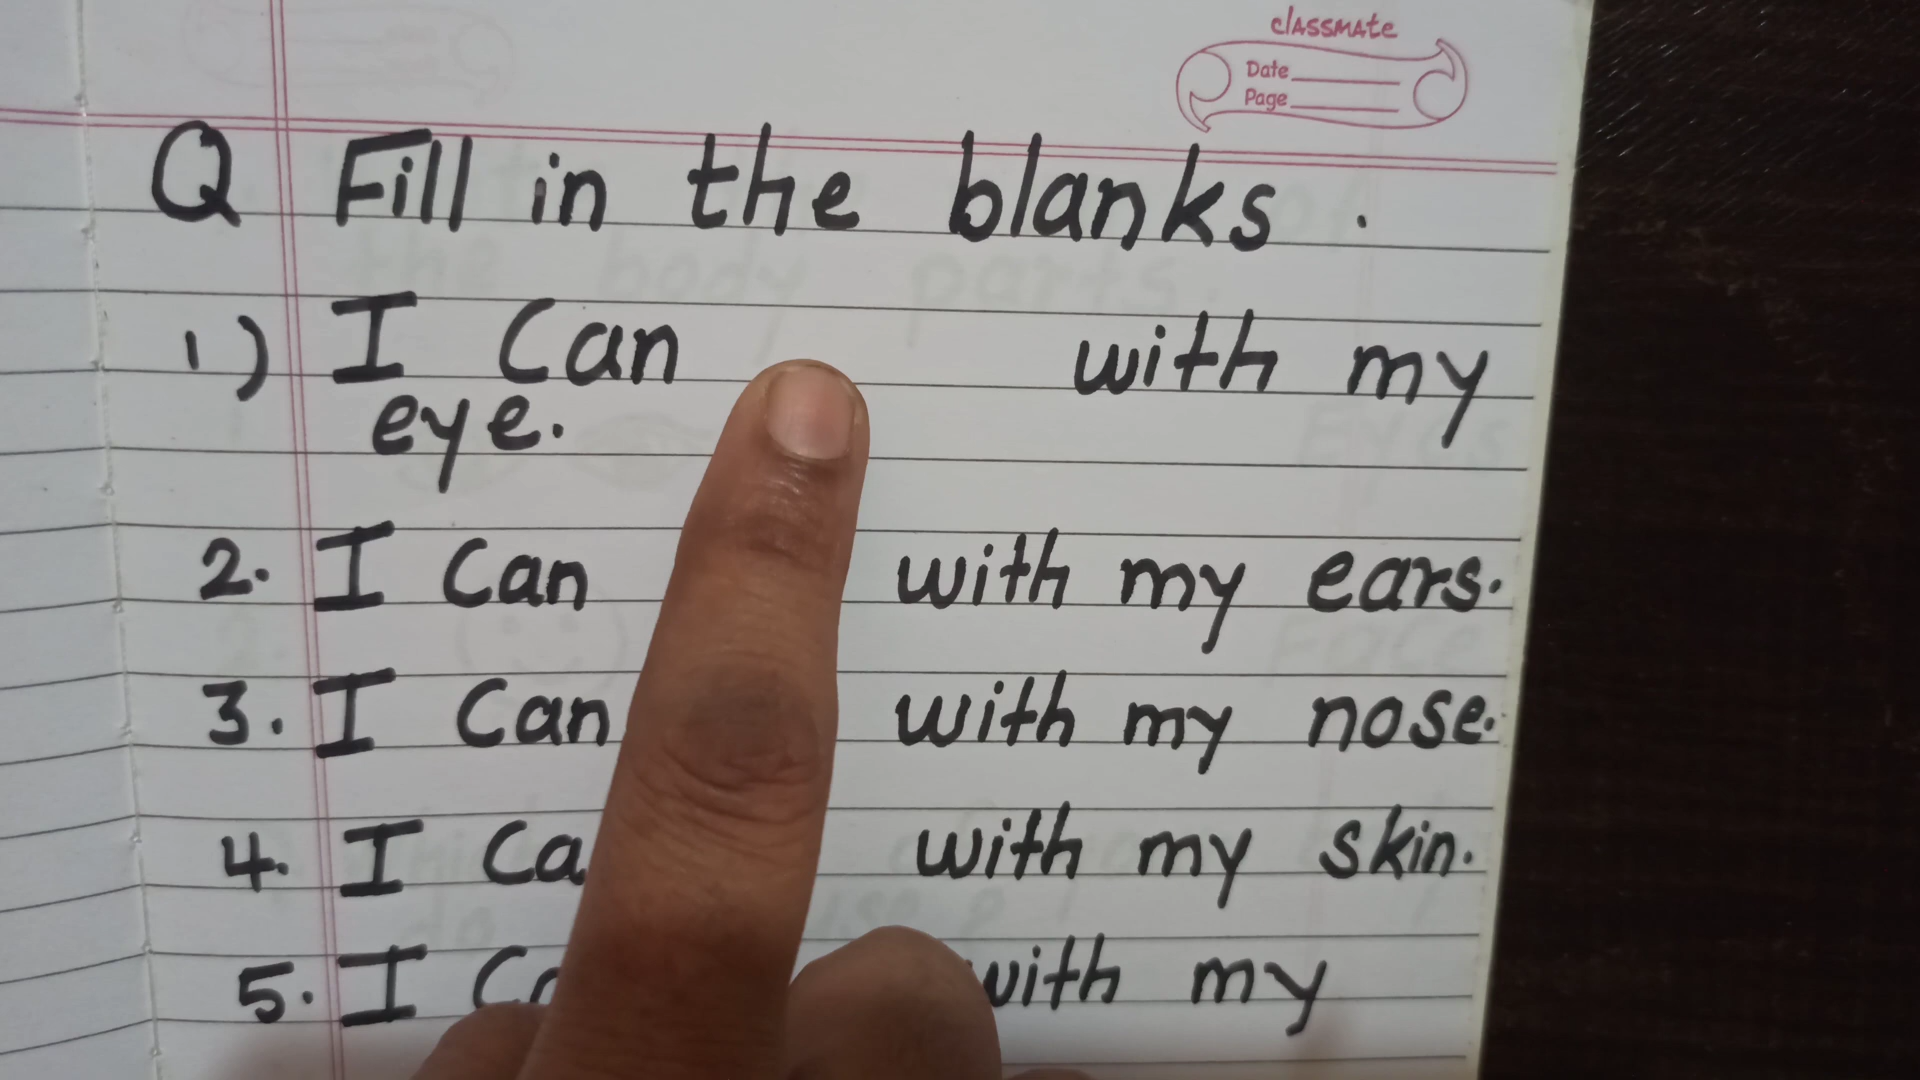 classmate
Date
Page
Q Fill in the blanks.
1) I Can with my
eye.
2. I Can with my ears.
3. I Can with my nose.
4. I Ca with my skin.
5. I with my